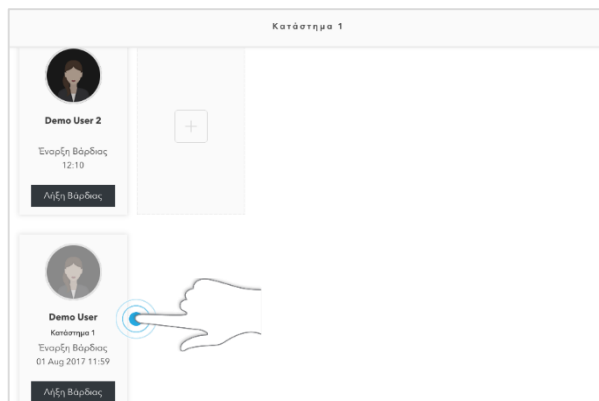 Κατάστημα 1
Demo User 2
Έναρξη Βάρδιας
12:10
Λήξη Βάρδιας
Demo User
Κατάστημα 1
Έναρξη Βάρδιας
01 Aug 2017 11:59
Λήξη Βάρδιας